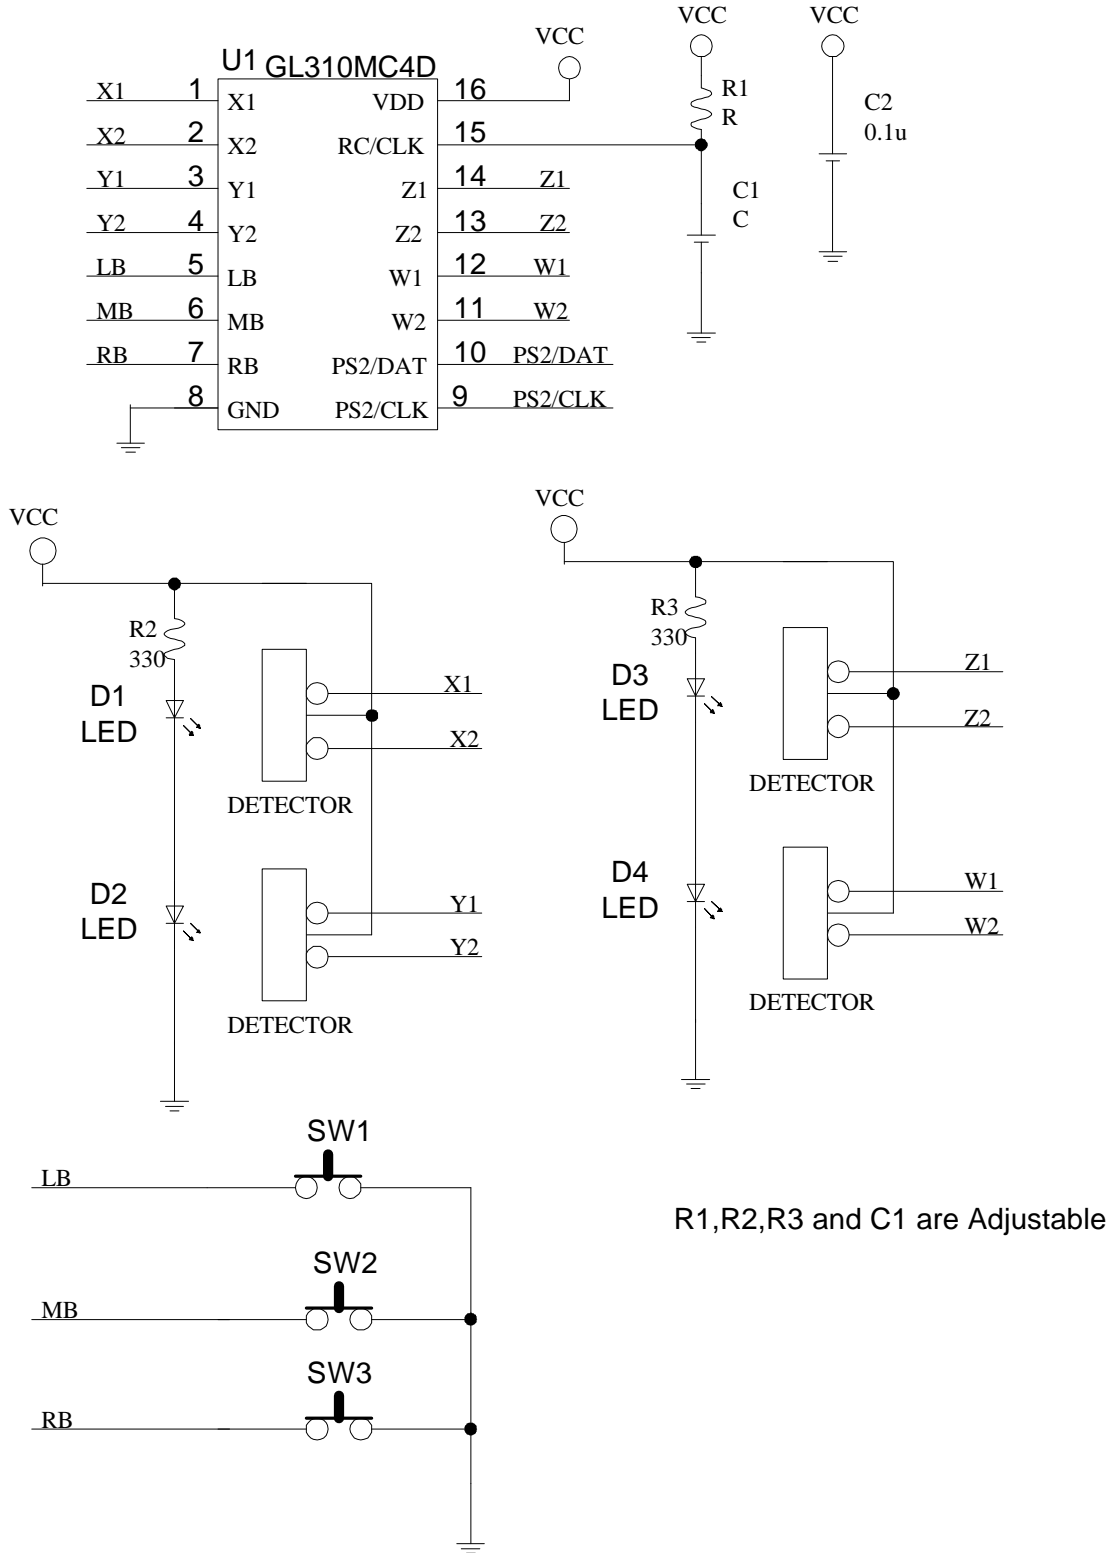 VCC VCC
VCC
U1 GL310MC4D
R1
R
C2
0.1u
X1 1 X1 VDD 16
X2 2 X2 RC/CLK 15
Y1 3 Y1 Z1 14 Z1
Y2 4 Y2 Z2 13 Z2
C1
C
LB 5 LB W1 12 W1
MB 6 MB W2 11 W2
RB 7 RB PS2/DAT 10 PS2/DAT
8 GND PS2/CLK 9 PS2/CLK
VCC
R2
330
D1
LED
X1
X2
DETECTOR
D2
LED
Y1
Y2
DETECTOR
VCC
R3
330
D3
LED
Z1
Z2
DETECTOR
D4
LED
W1
W2
DETECTOR
SW1
LB
R1,R2,R3 and C1 are Adjustable
SW2
MB
SW3
RB